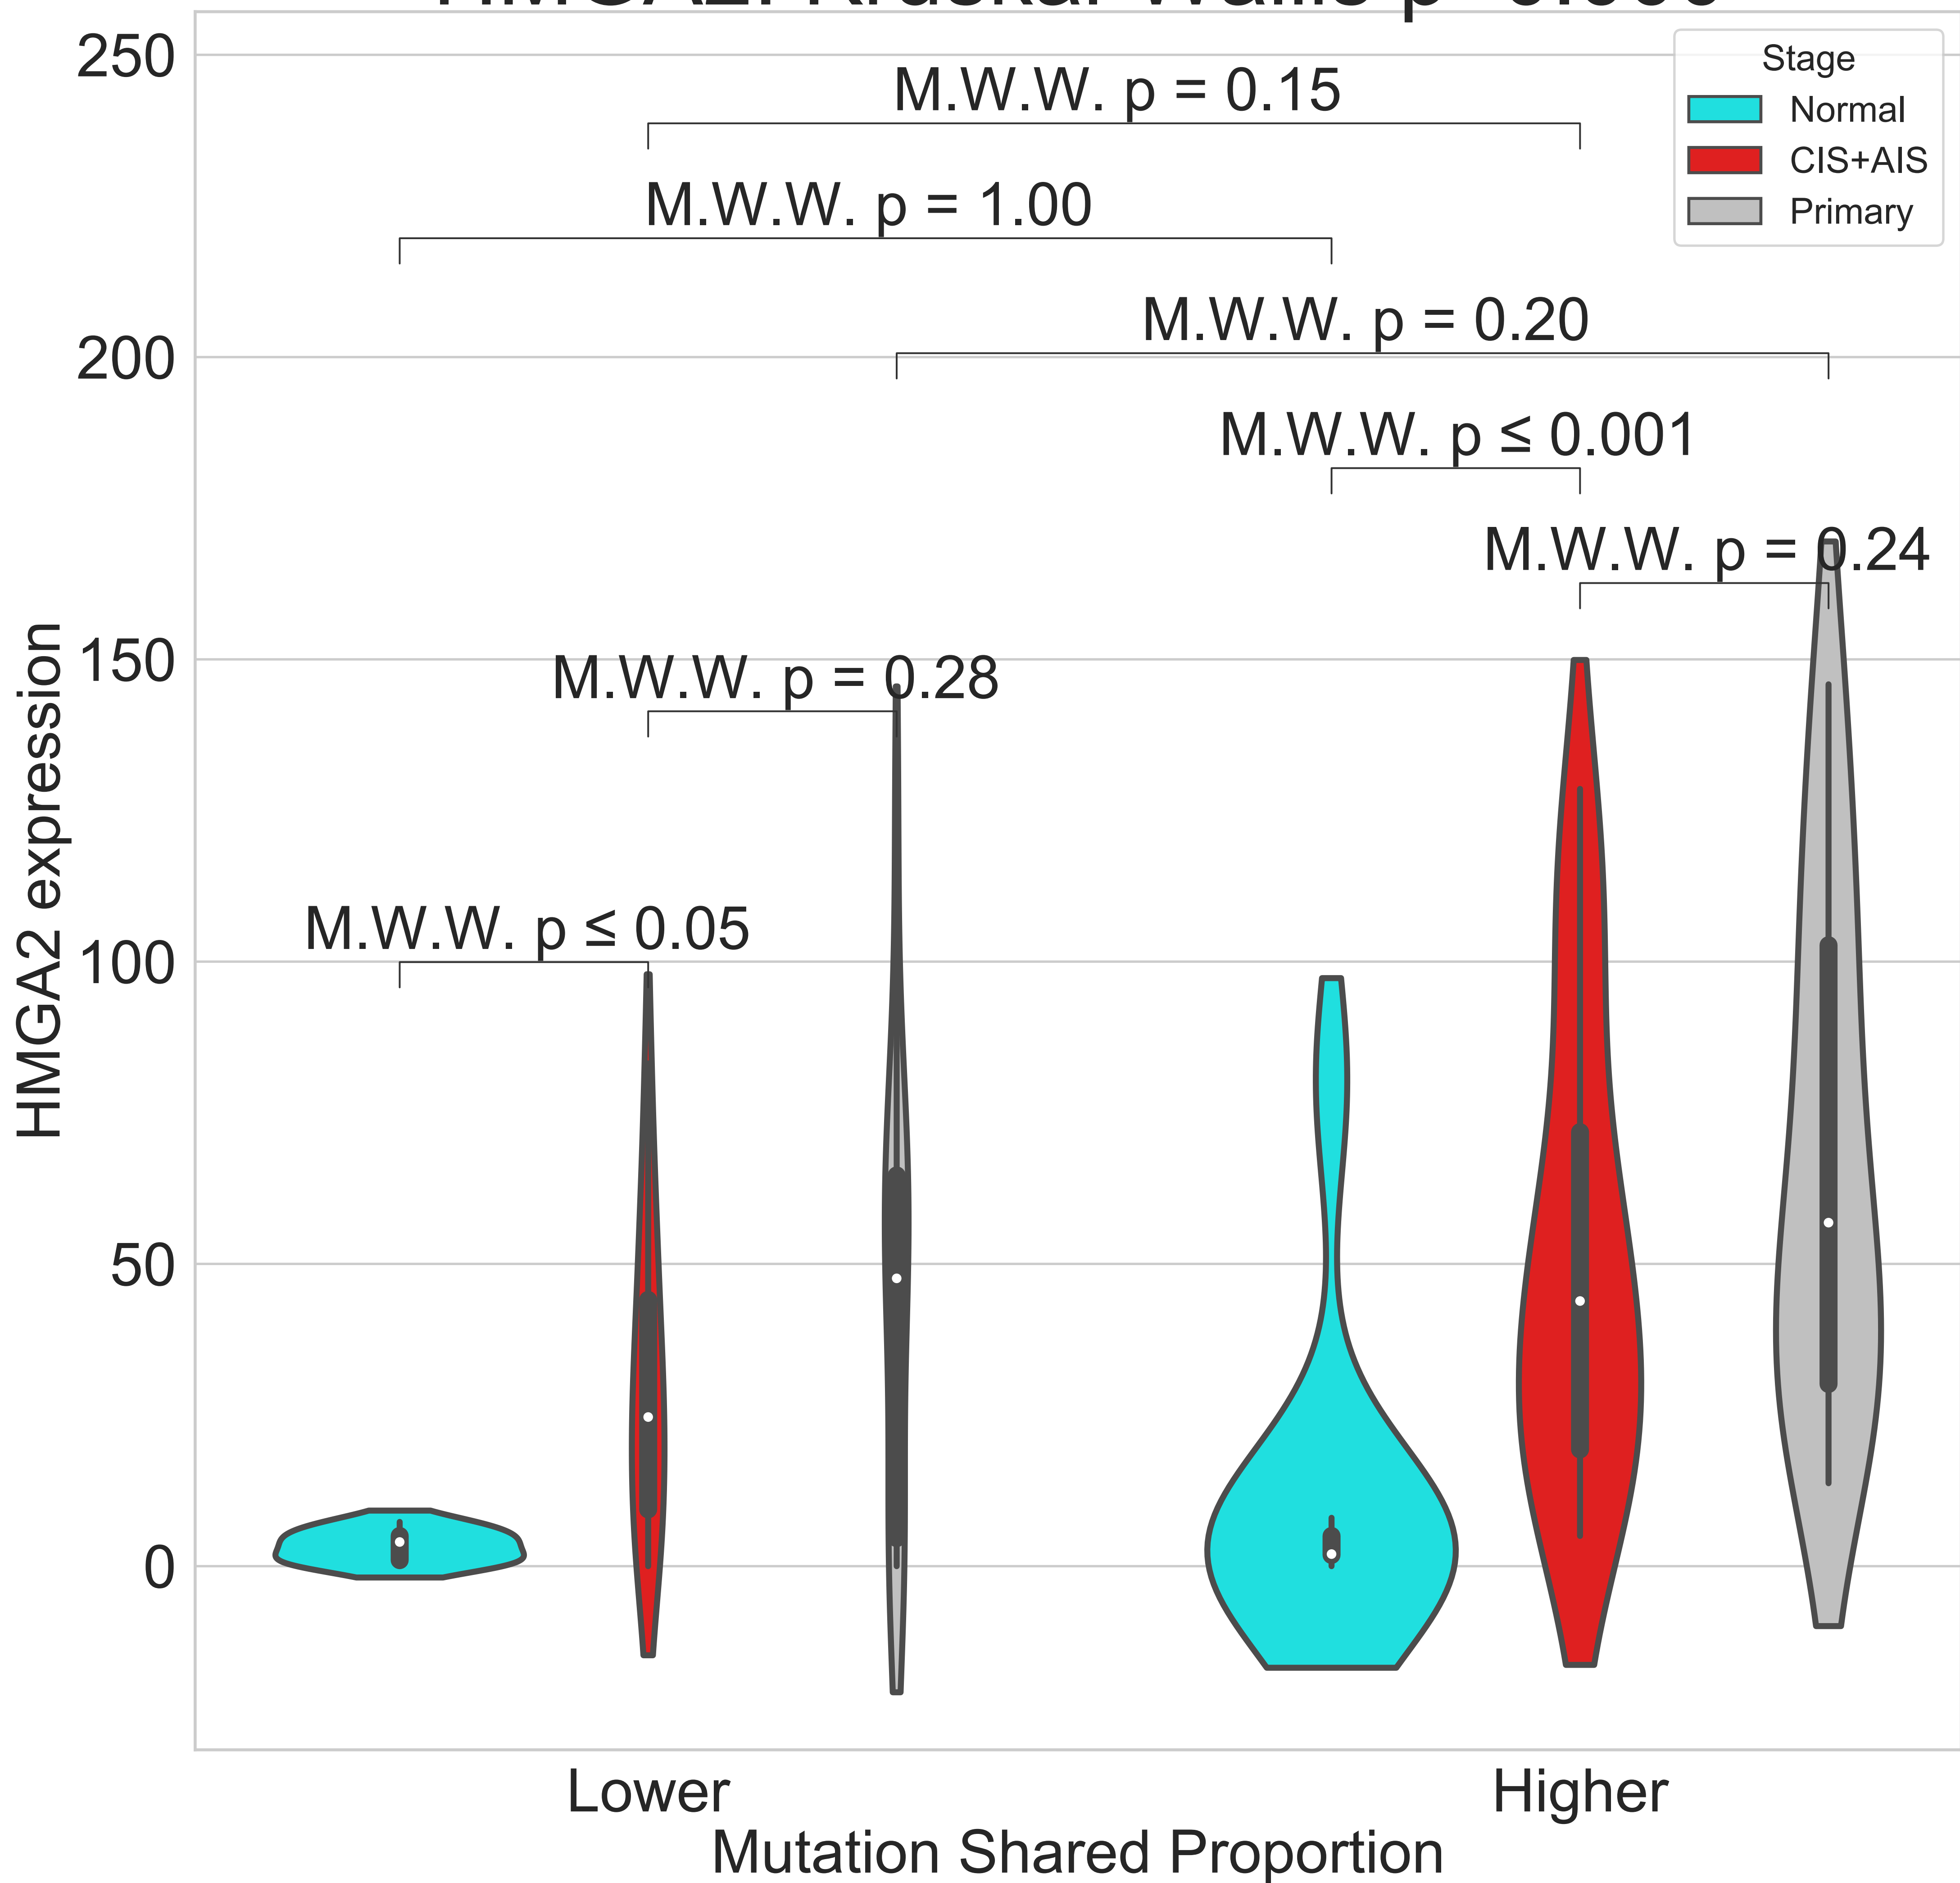 250
M.W.W. p = 0.15
Stage
Normal
CIS+AIS
Primary
M.W.W. p = 1.00
M.W.W. p = 0.20
200
M.W.W. p ≤ 0.001
M.W.W. p = 0.24
150
M.W.W. p = 0.28
HMGA2 expression
M.W.W. p ≤ 0.05
100
50
0
Lower
Higher
Mutation Shared Proportion